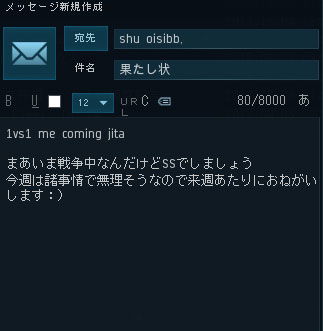 メッセージ新規作成
宛先 shu oisibb,
件名 果たし状
B U 12 URL C 80/8000 あ
1vs1 me coming jita
まあいま戦争中なんだけどSSでしましょう
今週は諸事情で無理そうなので来週あたりにおねがい
します：）